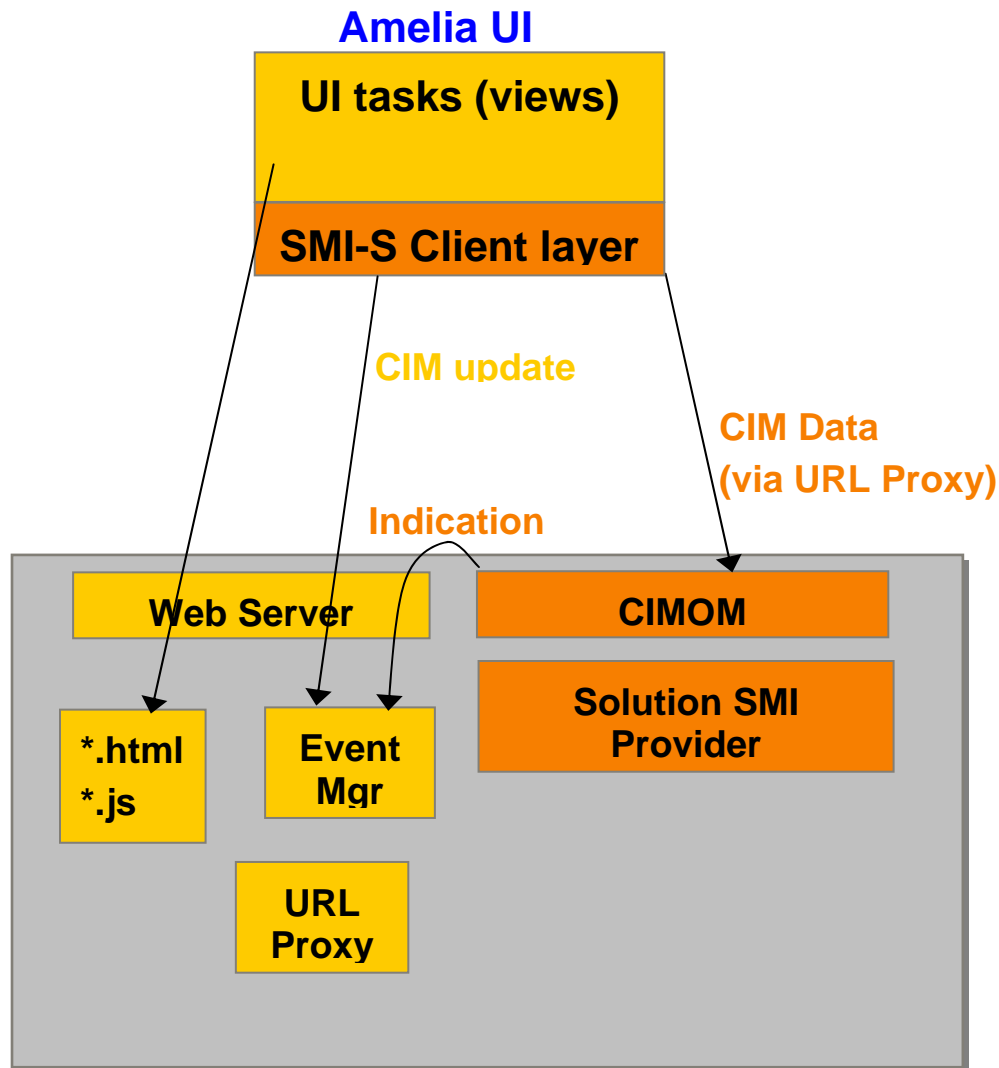 Amelia UI
UI tasks (views)
SMI-S Client layer
CIM update
CIM Data
(via URL Proxy)
Indication
Web Server
CIMOM
Solution SMI
Provider
*.html
*.js
Event
Mgr
URL
Proxy